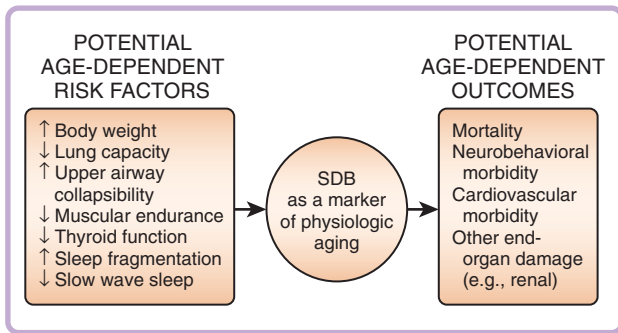 POTENTIAL
AGE-DEPENDENT
RISK FACTORS
↑ Body weight
↓ Lung capacity
↑ Upper airway
collapsibility
↓ Muscular endurance
↓ Thyroid function
↑ Sleep fragmentation
↓ Slow wave sleep
SDB
as a marker
of physiologic
aging
POTENTIAL
AGE-DEPENDENT
OUTCOMES
Mortality
Neurobehavioral
morbidity
Cardiovascular
morbidity
Other end-
organ damage
(e.g., renal)